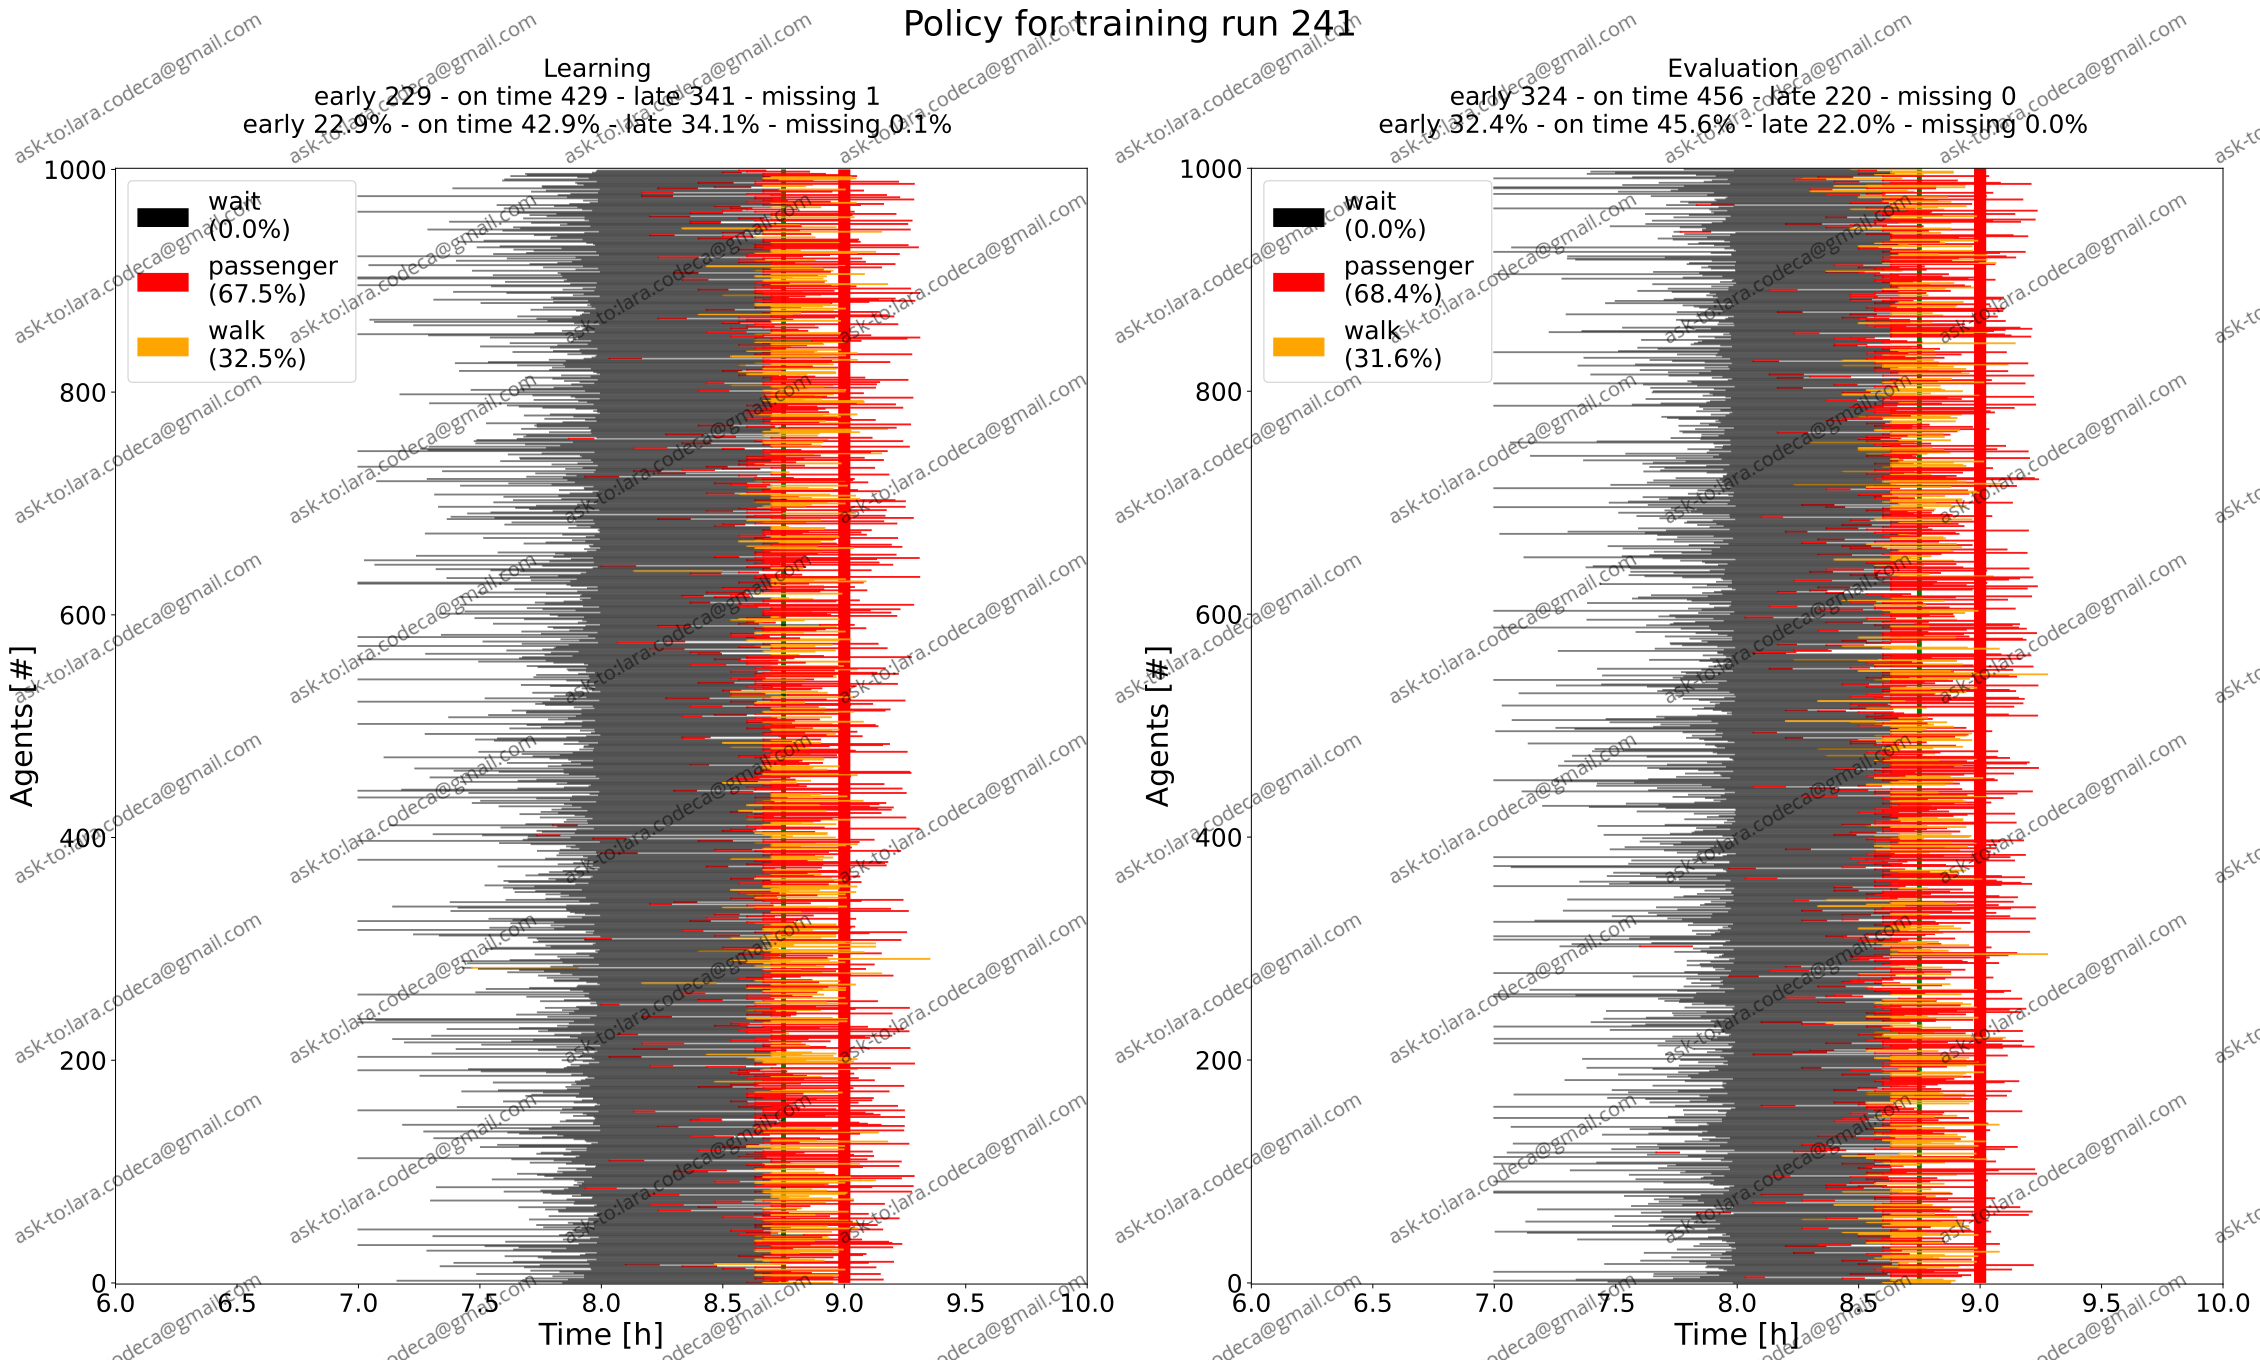 Policy for training run 241
Learning
early 229 - on time 429 - late 341 - missing 1
early 22.9% - on time 42.9% - late 34.1% - missing 0.1%
wait
(0.0%)
passenger
(67.5%)
walk
(32.5%)
Agents [#]
1000
800
600
400
200
0
6.0 6.5 7.0 7.5 8.0 8.5 9.0 9.5 10.0
Time [h]
Evaluation
early 324 - on time 456 - late 220 - missing 0
early 32.4% - on time 45.6% - late 22.0% - missing 0.0%
wait
(0.0%)
passenger
(68.4%)
walk
(31.6%)
Agents [#]
1000
800
600
400
200
0
6.0 6.5 7.0 7.5 8.0 8.5 9.0 9.5 10.0
Time [h]
ask-to:lara.codeca@gmail.com